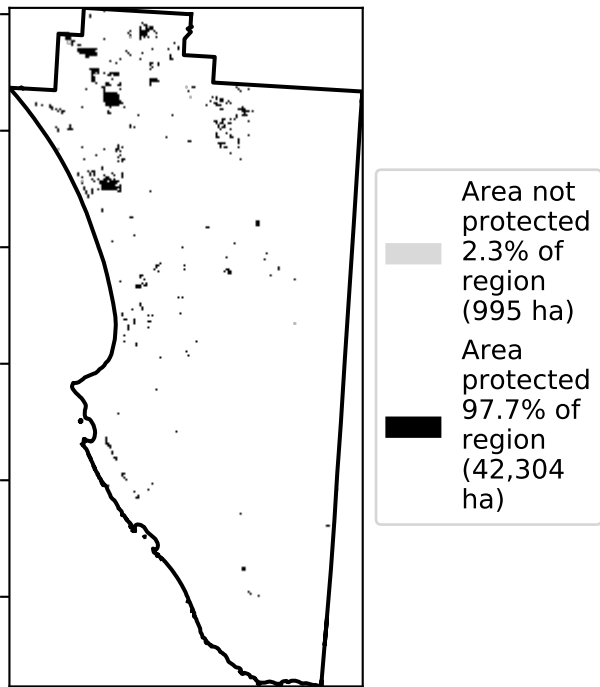 Area not
protected
2.3% of
region
(995 ha)
Area
protected
97.7% of
region
(42,304
ha)